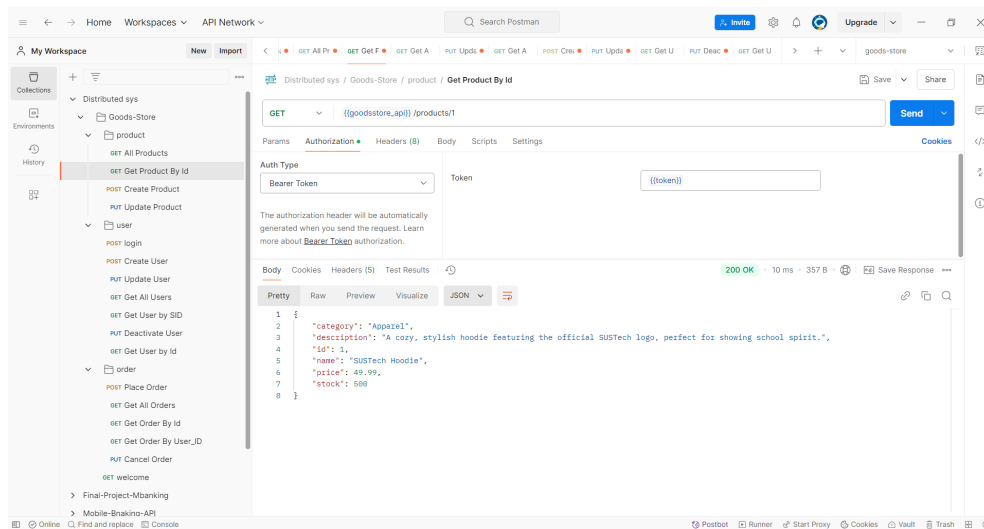 Home Workspaces API Network
Search Postman
Invite
Upgrade
My Workspace
New Import
GET All Pr GET Get F GET Get A PUT Upda GET Get A POST Crea PUT Upda GET Get U PUT Deac GET Get U
goods-store
Collections
Environments
History
Distributed sys
Goods-Store
product
GET All Products
GET Get Product By Id
POST Create Product
PUT Update Product
user
POST login
POST Create User
PUT Update User
GET Get All Users
GET Get User by SID
PUT Deactivate User
GET Get User by Id
order
POST Place Order
GET Get All Orders
GET Get Order By Id
GET Get Order By User_ID
PUT Cancel Order
GET welcome
Final-Project-Mbanking
Mobile-Bnaking-API
Distributed sys / Goods-Store / product / Get Product By Id
Save
Share
GET
{{goodsstore_api}} /products/1
Send
Params Authorization Headers (8) Body Scripts Settings
Cookies
Auth Type
Bearer Token
The authorization header will be automatically
generated when you send the request. Learn
more about Bearer Token authorization.
Token
{{token}}
Body Cookies Headers (5) Test Results
200 OK 10 ms 357 B
e.g. Save Response
Pretty Raw Preview Visualize JSON
1 {
2 "category": "Apparel",
3 "description": "A cozy, stylish hoodie featuring the official SUSTech logo, perfect for showing school spirit.",
4 "id": 1,
5 "name": "SUSTech Hoodie",
6 "price": 49.99,
7 "stock": 500
8 }
Online Find and replace Console
Postbot Runner Start Proxy Cookies Vault Trash